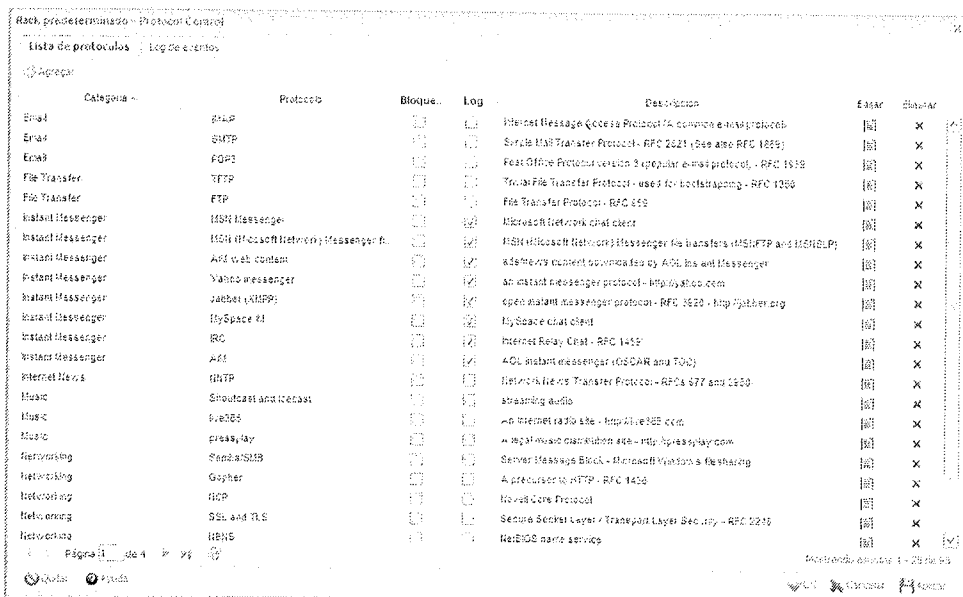 Rack predeterminado - Protocol Control
Lista de protocolos Log de eventos
Agregar
Categoria Protocolo Bloque.. Log Descripcion Editar Eliminar
Email IMAP Internet Message Access Protocol (A common e-mail protocol)
Email SMTP Simple Mail Transfer Protocol - RFC 2821 (See also RFC 1869)
Email POP3 Post Office Protocol version 3 (popular e-mail protocol) - RFC 1939
File Transfer TFTP Trivial File Transfer Protocol - used for bootstrapping - RFC 1350
File Transfer FTP File Transfer Protocol - RFC 959
Instant Messenger MSN Messenger Microsoft Network chat client
Instant Messenger MSN (Micosoft Network) Messenger fi.. MSN (Micosoft Network) Messenger file transfers (MSNFTP and MSNSLP)
Instant Messenger AIM web content ads/news content downloaded by AOL Instant Messenger
Instant Messenger Yahoo messenger an instant messenger protocol - http://yahoo.com
Instant Messenger Jabber (XMPP) open instant messenger protocol - RFC 3920 - http://jabber.org
Instant Messenger MySpace IM MySpace chat client
Instant Messenger IRC Internet Relay Chat - RFC 1459
Instant Messenger AIM AOL instant messenger (OSCAR and TOC)
Internet News NNTP Network News Transfer Protocol - RFCs 977 and 2980
Music Shoutcast and Icecast streaming audio
Music live365 An Internet radio site - http://live365.com
Music pressplay A legal music distribution site - http://pressplay.com
Networking Samba/SMB Server Message Block - Microsoft Windows filesharing
Networking Gopher A precursor to HTTP - RFC 1436
Networking NCP Novell Core Protocol
Networking SSL and TLS Secure Socket Layer / Transport Layer Security - RFC 2246
Networking NBNS NetBIOS name service
Página 1 de 4
Mostrando 1 - 25 de 98
Quitar Ayuda OK Cancelar Aplicar